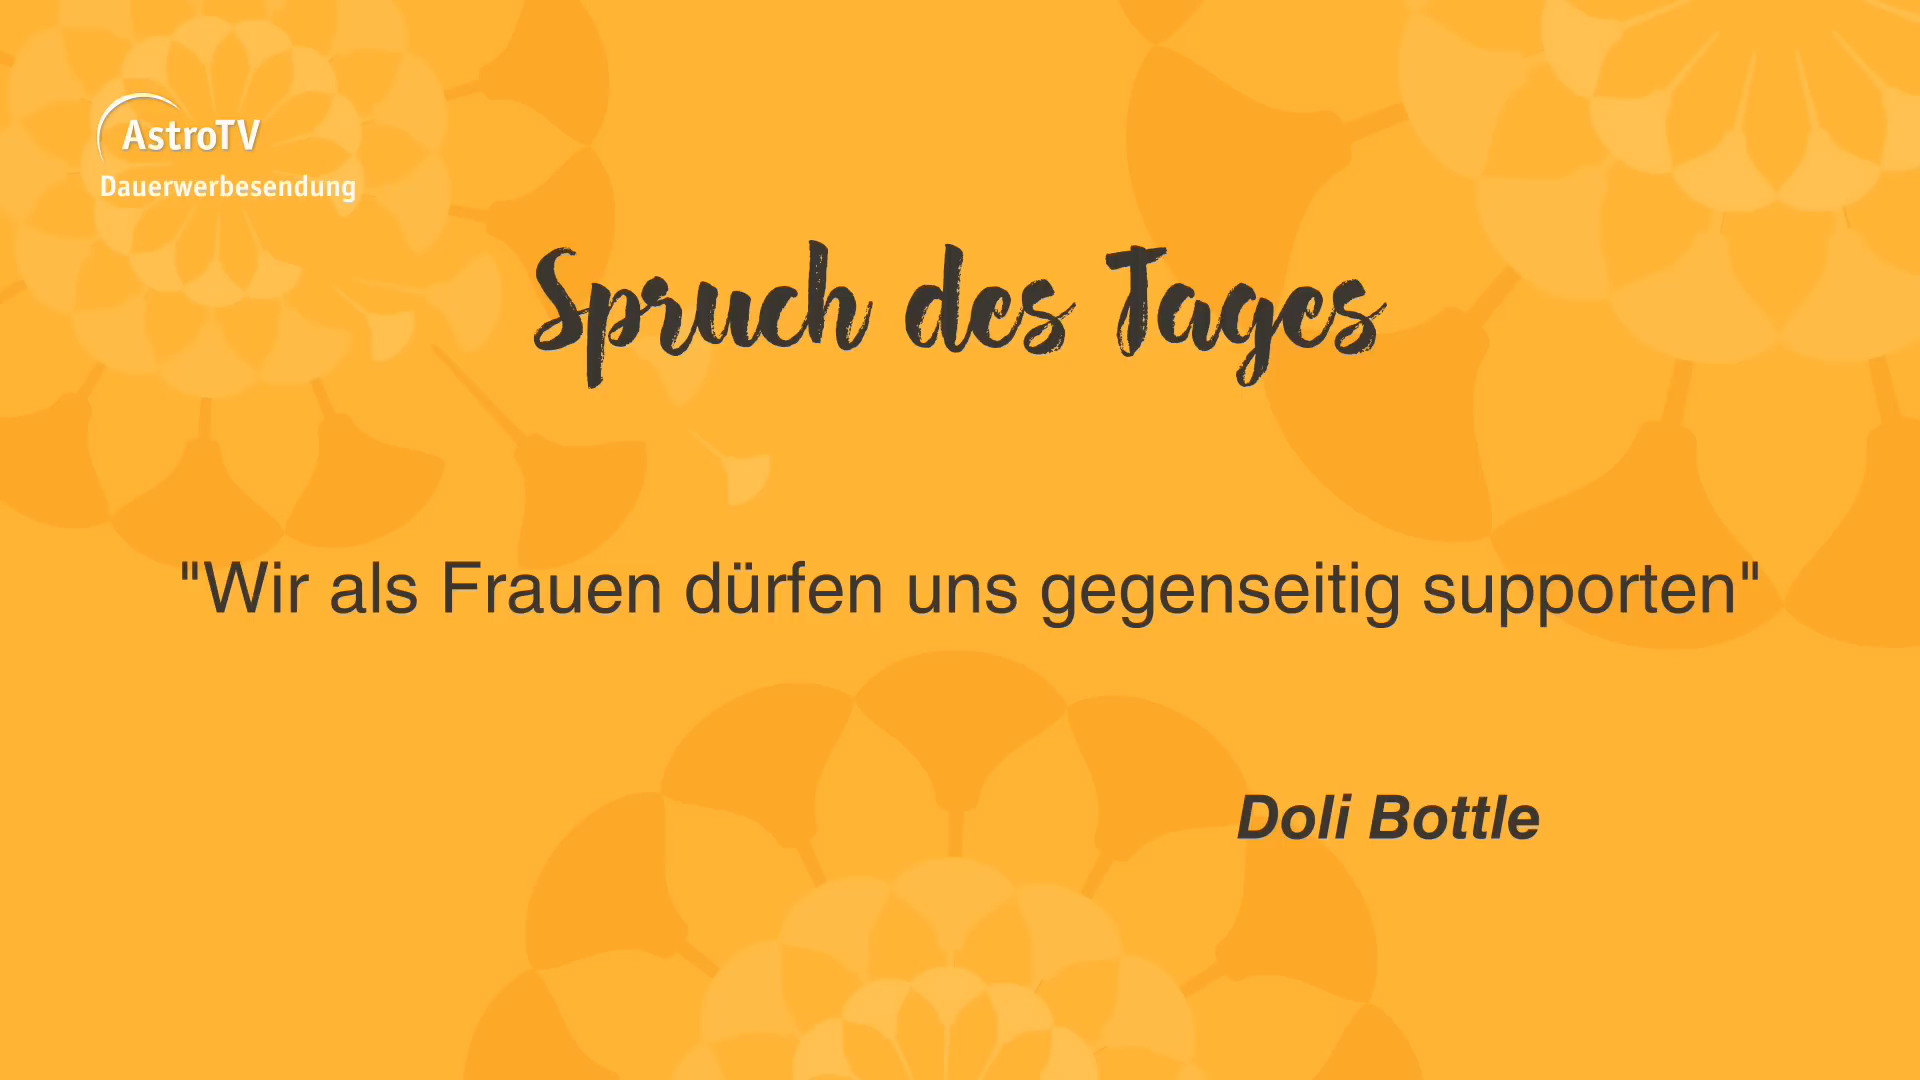 AstroTV
Dauerwerbesendung
Spruch des Tages
"Wir als Frauen dürfen uns gegenseitig supporten"
Doli Bottle